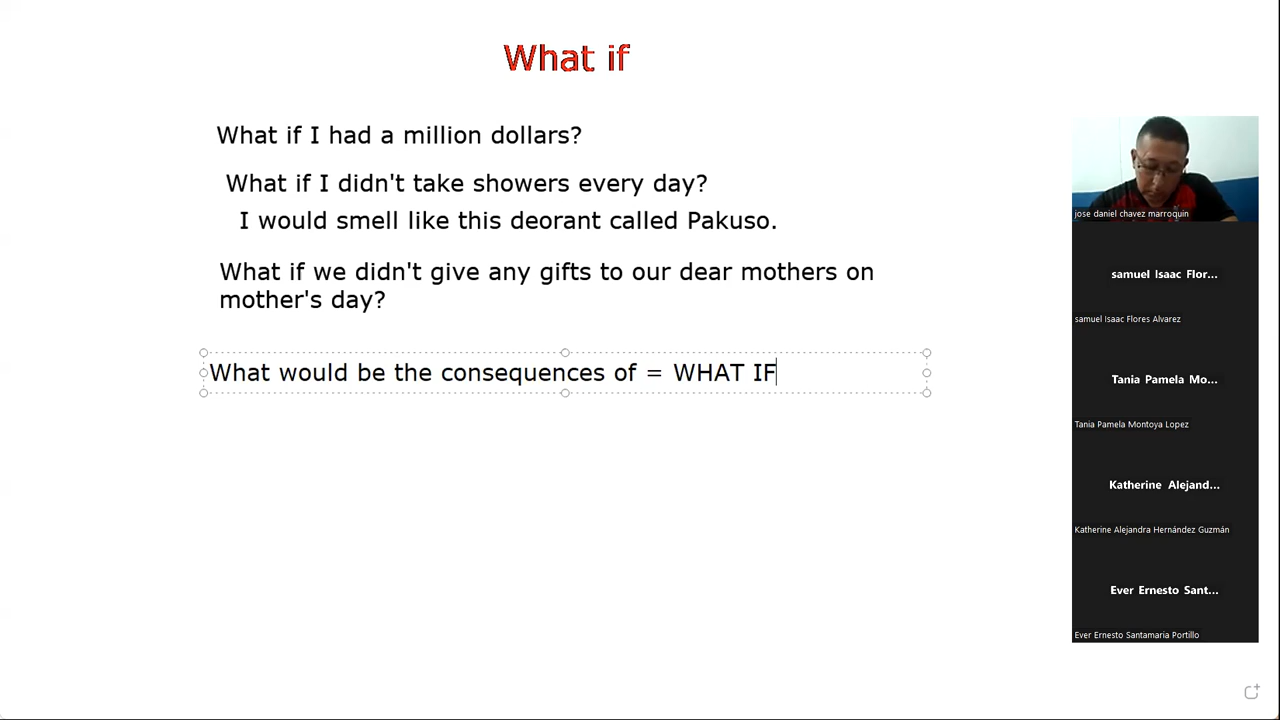 What if
What if I had a million dollars?
What if I didn't take showers every day?
I would smell like this deorant called Pakuso.
What if we didn't give any gifts to our dear mothers on
mother's day?
What would be the consequences of = WHAT IF
jose daniel chavez marroquin
samuel Isaac Flor...
samuel Isaac Flores Alvarez
Tania Pamela Mo...
Tania Pamela Montoya Lopez
Katherine Alejand...
Katherine Alejandra Hernández Guzmán
Ever Ernesto Sant...
Ever Ernesto Santamaria Portillo